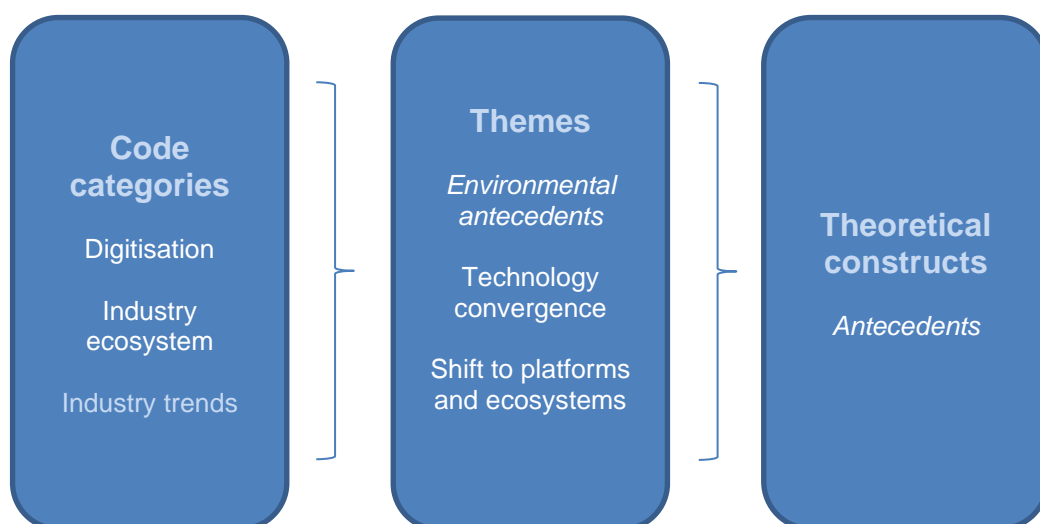 Code
categories
Digitisation
Industry
ecosystem
Industry trends
Themes
Environmental
antecedents
Technology
convergence
Shift to platforms
and ecosystems
Theoretical
constructs
Antecedents